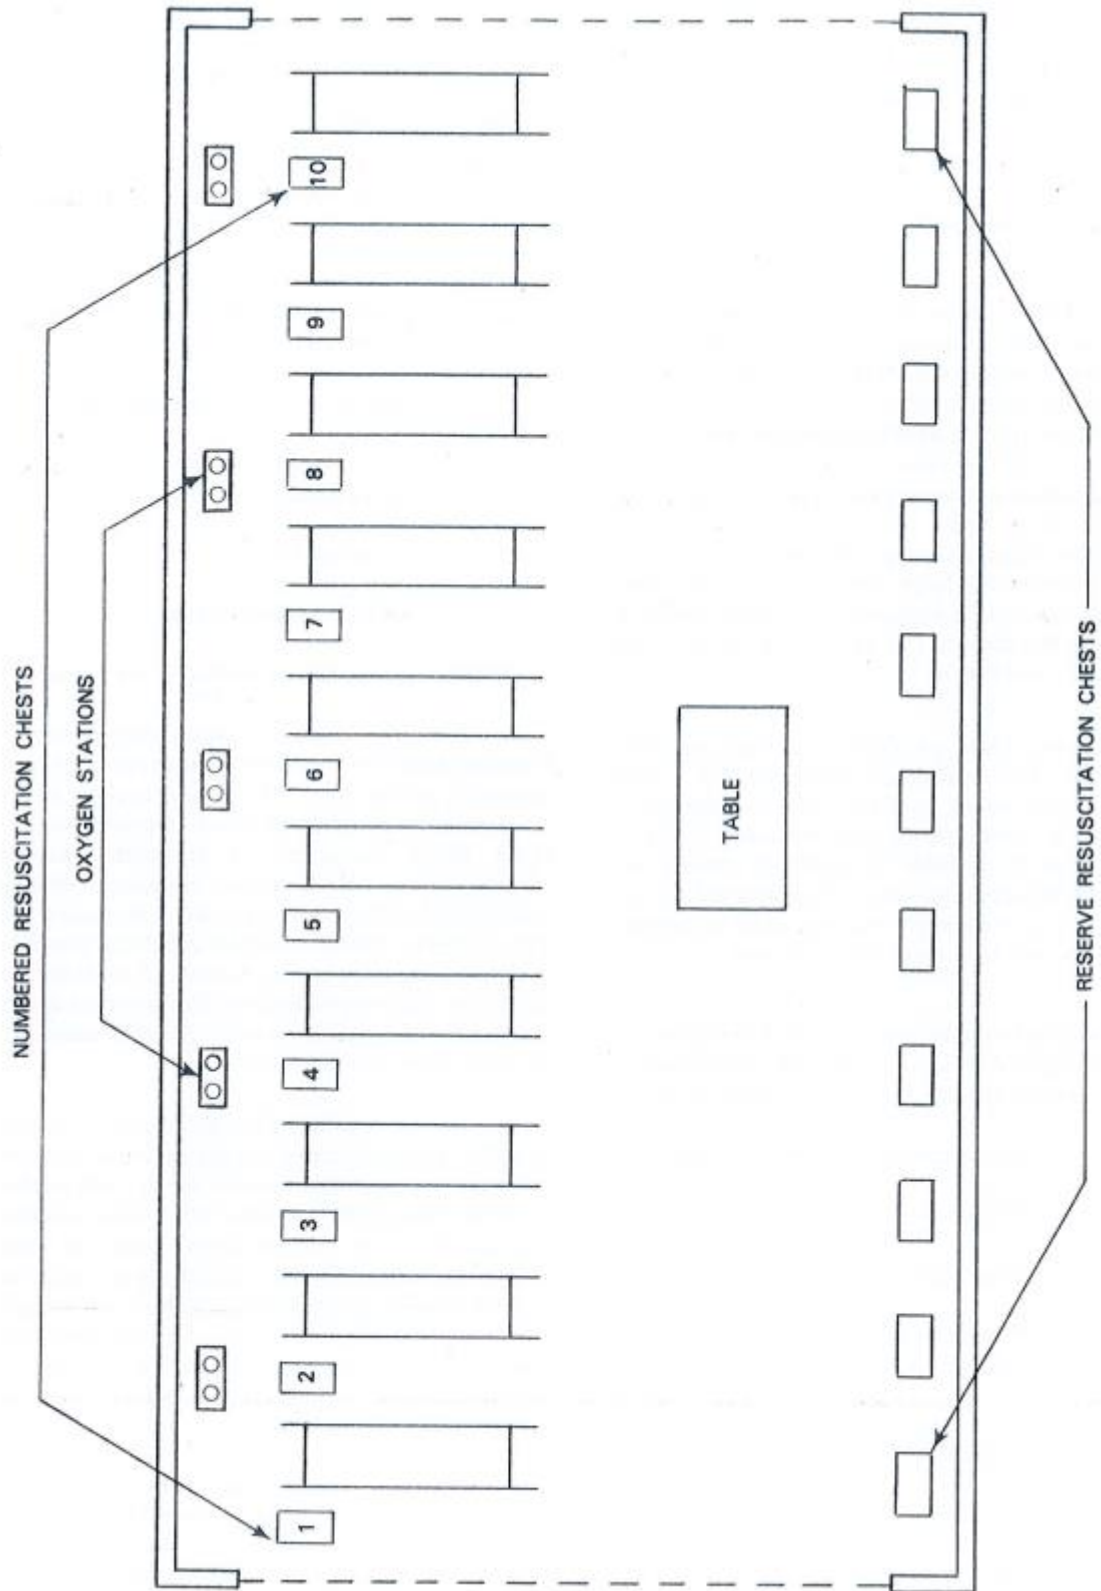 NUMBERED RESUSCITATION CHESTS
OXYGEN STATIONS
1
2
3
4
5
6
7
8
9
10
TABLE
RESERVE RESUSCITATION CHESTS